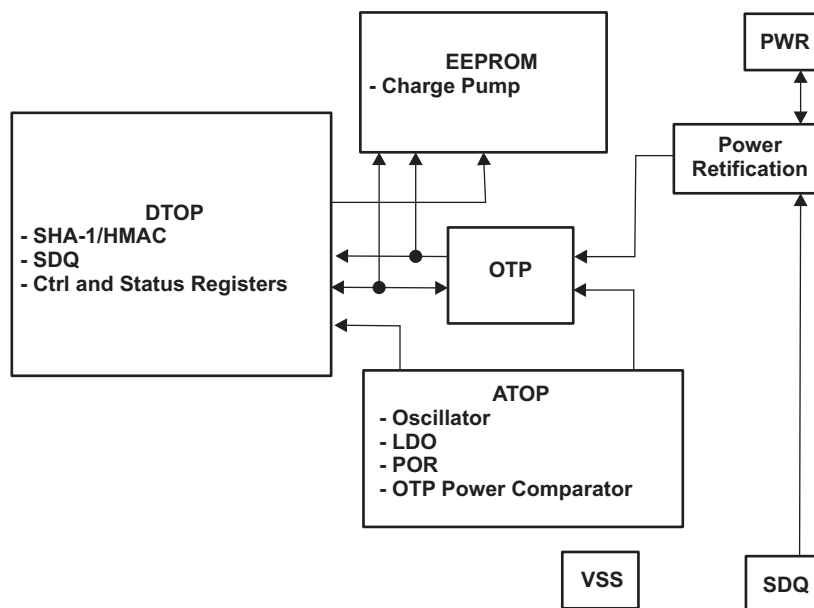 EEPROM
- Charge Pump
PWR
Power
Retification
DTOP
- SHA-1/HMAC
- SDQ
- Ctrl and Status Registers
OTP
ATOP
- Oscillator
- LDO
- POR
- OTP Power Comparator
VSS
SDQ